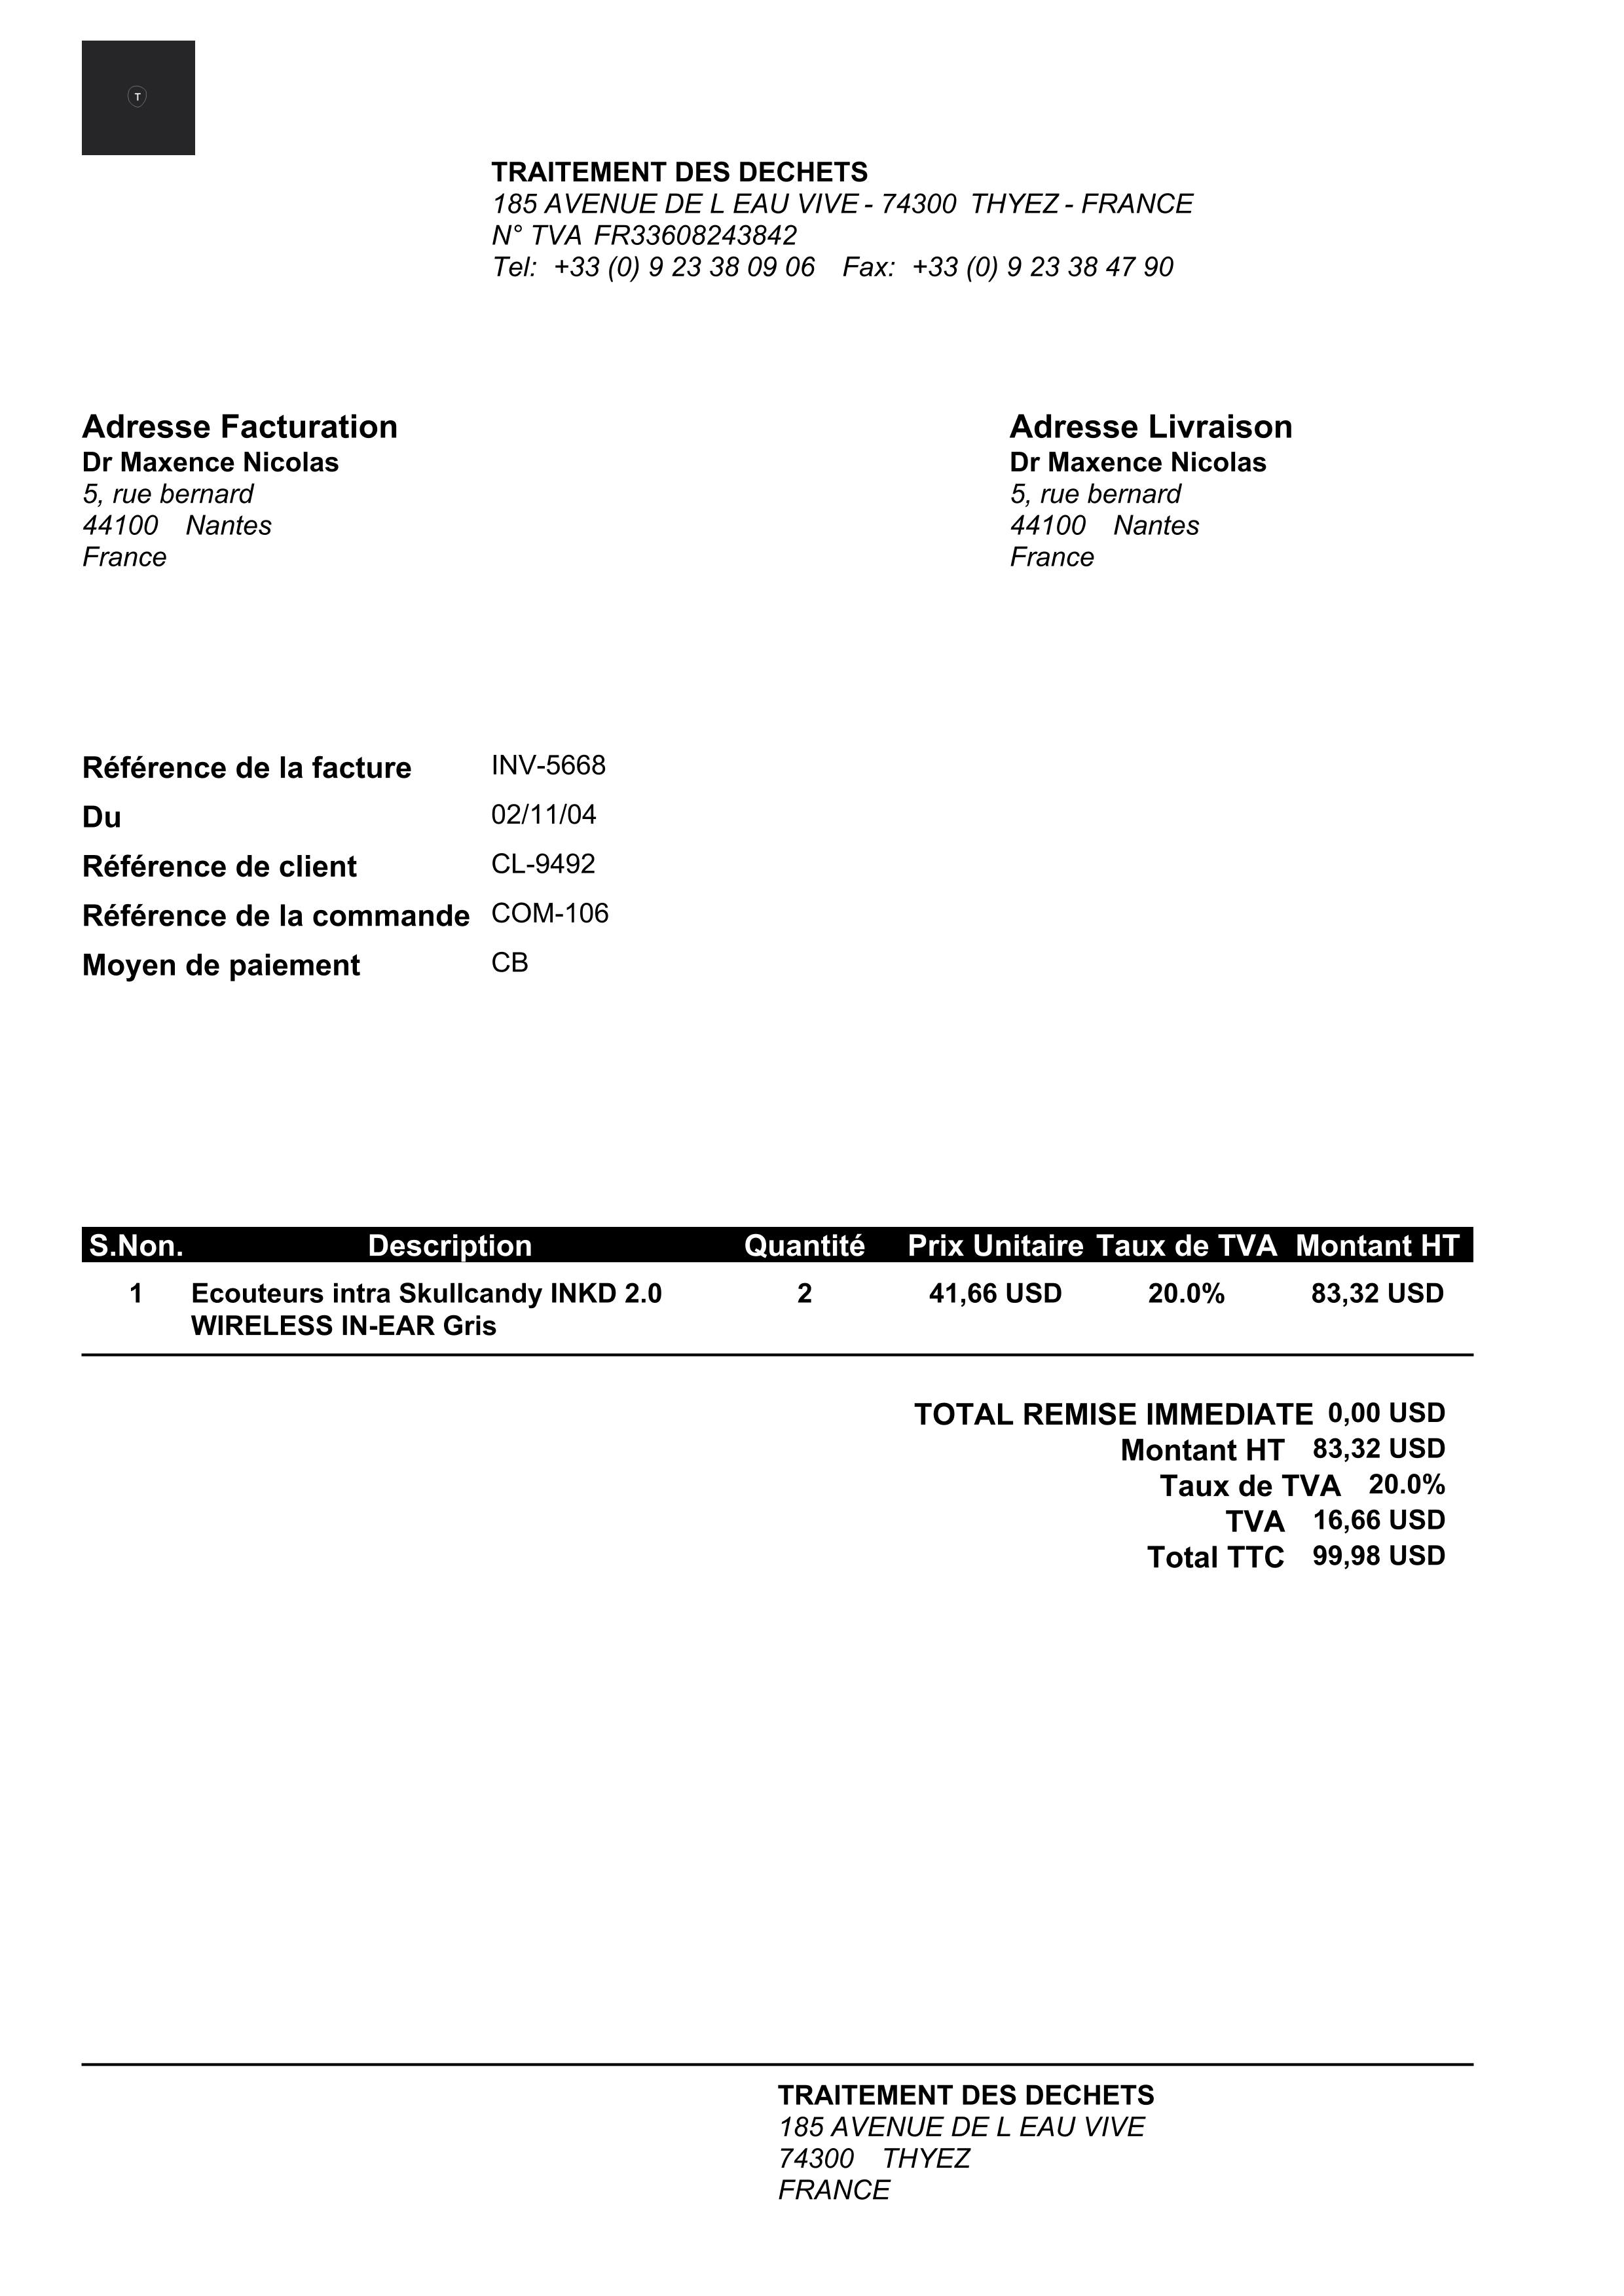 T
TRAITEMENT DES DECHETS
185 AVENUE DE L EAU VIVE - 74300 THYEZ - FRANCE
N° TVA FR33608243842
Tel: +33 (0) 9 23 38 09 06 Fax: +33 (0) 9 23 38 47 90
Adresse Facturation
Dr Maxence Nicolas
5, rue bernard
44100 Nantes
France
Adresse Livraison
Dr Maxence Nicolas
5, rue bernard
44100 Nantes
France
Référence de la facture INV-5668
Du 02/11/04
Référence de client CL-9492
Référence de la commande COM-106
Moyen de paiement CB
S.Non. Description Quantité Prix Unitaire Taux de TVA Montant HT
1 Ecouteurs intra Skullcandy INKD 2.0 2 41,66 USD 20.0% 83,32 USD
WIRELESS IN-EAR Gris
TOTAL REMISE IMMEDIATE 0,00 USD
Montant HT 83,32 USD
Taux de TVA 20.0%
TVA 16,66 USD
Total TTC 99,98 USD
TRAITEMENT DES DECHETS
185 AVENUE DE L EAU VIVE
74300 THYEZ
FRANCE